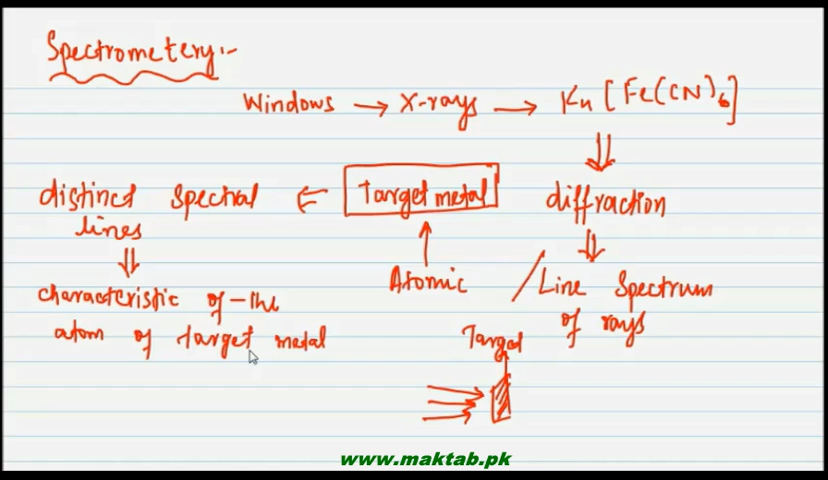 Spectrometery:-
Windows → X-rays → K4 [Fe(CN)6]
distinct spectral ⇐ Target metal diffraction
lines
Atomic / Line Spectrum
characteristic of the of rays
atom of target metal Target
www.maktab.pk